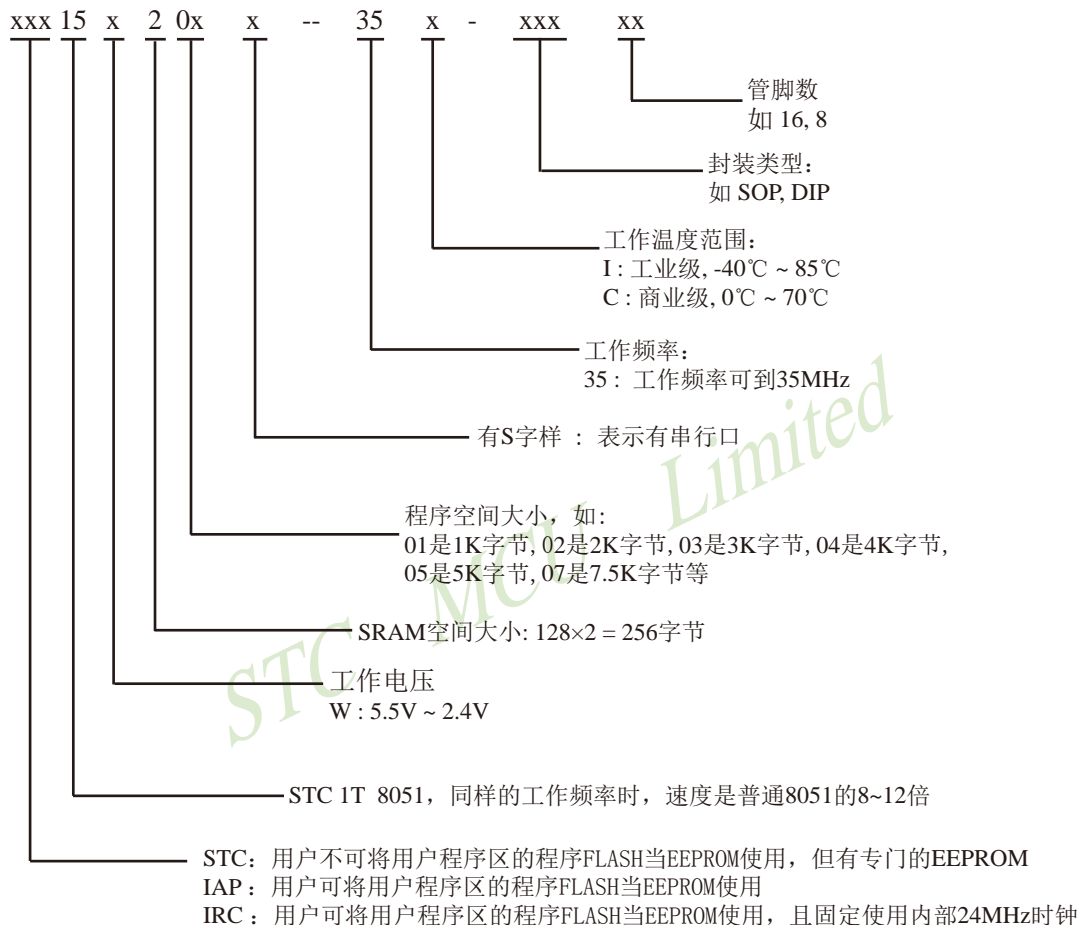 xxx 15 x 2 0x x -- 35 x - xxx xx
管脚数
如 16, 8
封装类型：
如 SOP, DIP
工作温度范围：
I : 工业级, -40℃ ~ 85℃
C : 商业级, 0℃ ~ 70℃
工作频率：
35 : 工作频率可到35MHz
有S字样 : 表示有串行口
程序空间大小，如:
01是1K字节, 02是2K字节, 03是3K字节, 04是4K字节,
05是5K字节, 07是7.5K字节等
SRAM空间大小: 128×2 = 256字节
工作电压
W : 5.5V ~ 2.4V
STC 1T 8051，同样的工作频率时，速度是普通8051的8~12倍
STC：用户不可将用户程序区的程序FLASH当EEPROM使用，但有专门的EEPROM
IAP：用户可将用户程序区的程序FLASH当EEPROM使用
IRC：用户可将用户程序区的程序FLASH当EEPROM使用，且固定使用内部24MHz时钟
STC MCU Limited